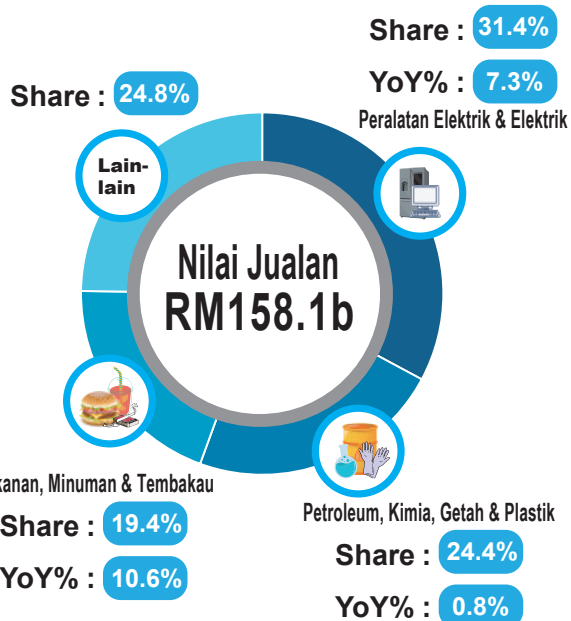 Share : 31.4%
YoY% : 7.3%
Peralatan Elektrik & Elektrik
Share : 24.8%
Lain-
lain
Nilai Jualan
RM158.1b
kanan, Minuman & Tembakau
Share : 19.4%
YoY% : 10.6%
Petroleum, Kimia, Getah & Plastik
Share : 24.4%
YoY% : 0.8%